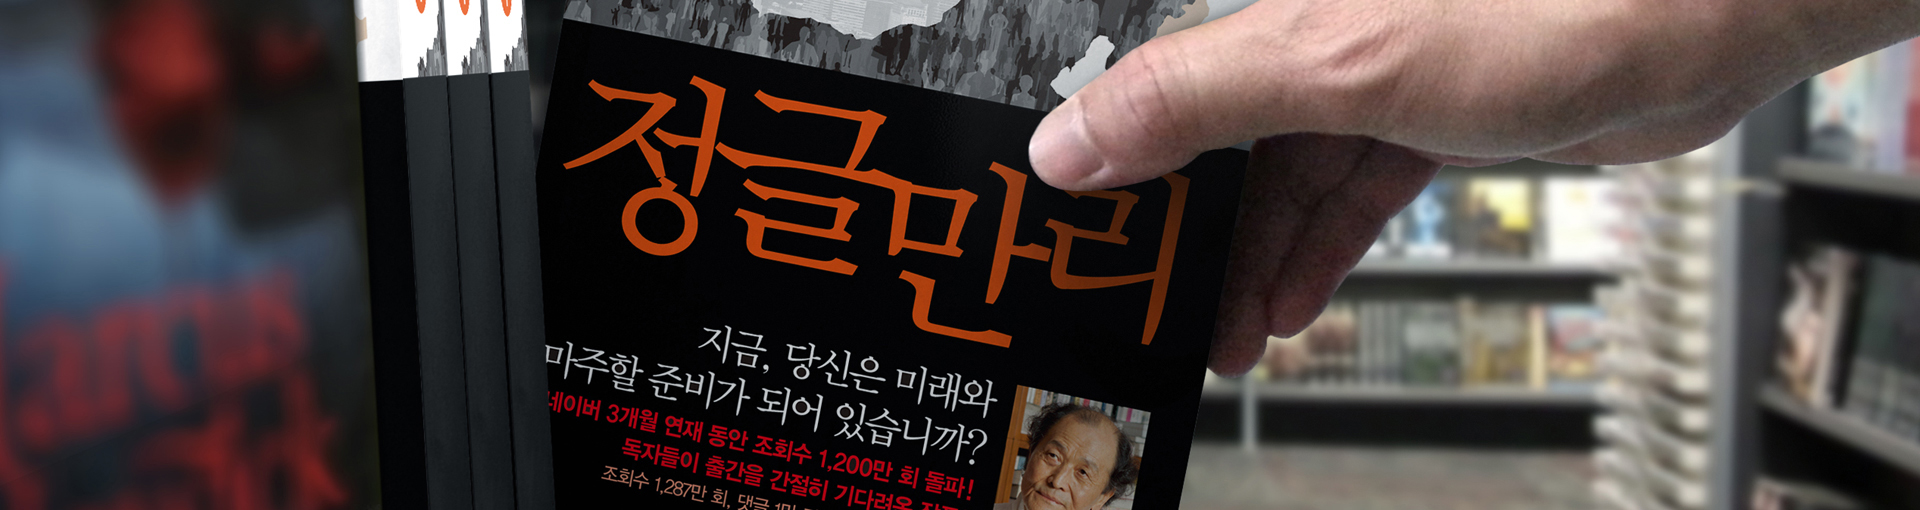 정글만리
지금, 당신은 미래와
마주할 준비가 되어 있습니까?
네이버 3개월 연재 동안 조회수 1,200만 회 돌파!
독자들이 출간을 간절히 기다려온
조회수 1,287만 회, 댓글 1만